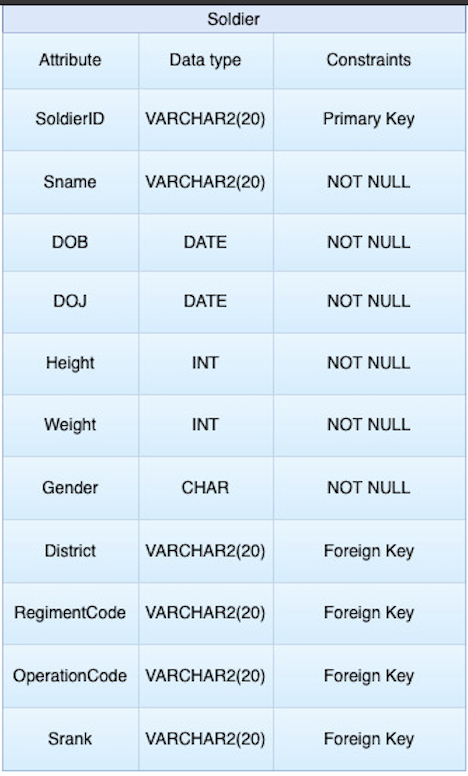 Soldier
Attribute Data type Constraints
SoldierID VARCHAR2(20) Primary Key
Sname VARCHAR2(20) NOT NULL
DOB DATE NOT NULL
DOJ DATE NOT NULL
Height INT NOT NULL
Weight INT NOT NULL
Gender CHAR NOT NULL
District VARCHAR2(20) Foreign Key
RegimentCode VARCHAR2(20) Foreign Key
OperationCode VARCHAR2(20) Foreign Key
Srank VARCHAR2(20) Foreign Key